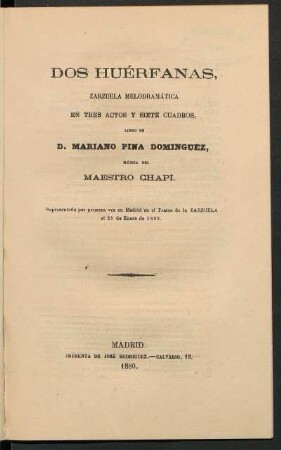 DOS HUÉRFANAS,
ZARZUELA MELODRAMÁTICA
EN TRES ACTOS Y SIETE CUADROS,
LIBRO DE
D. MARIANO PINA DOMINGUEZ,
MÚSICA DEL
MAESTRO CHAPÍ.
Representada por primera vez en Madrid en el Teatro de la ZARZUELA
el de Enero de 1880.
MADRID.
IMPRENTA DE JOSÉ RODRIGUEZ.—CALVARIO, 18.
1880.